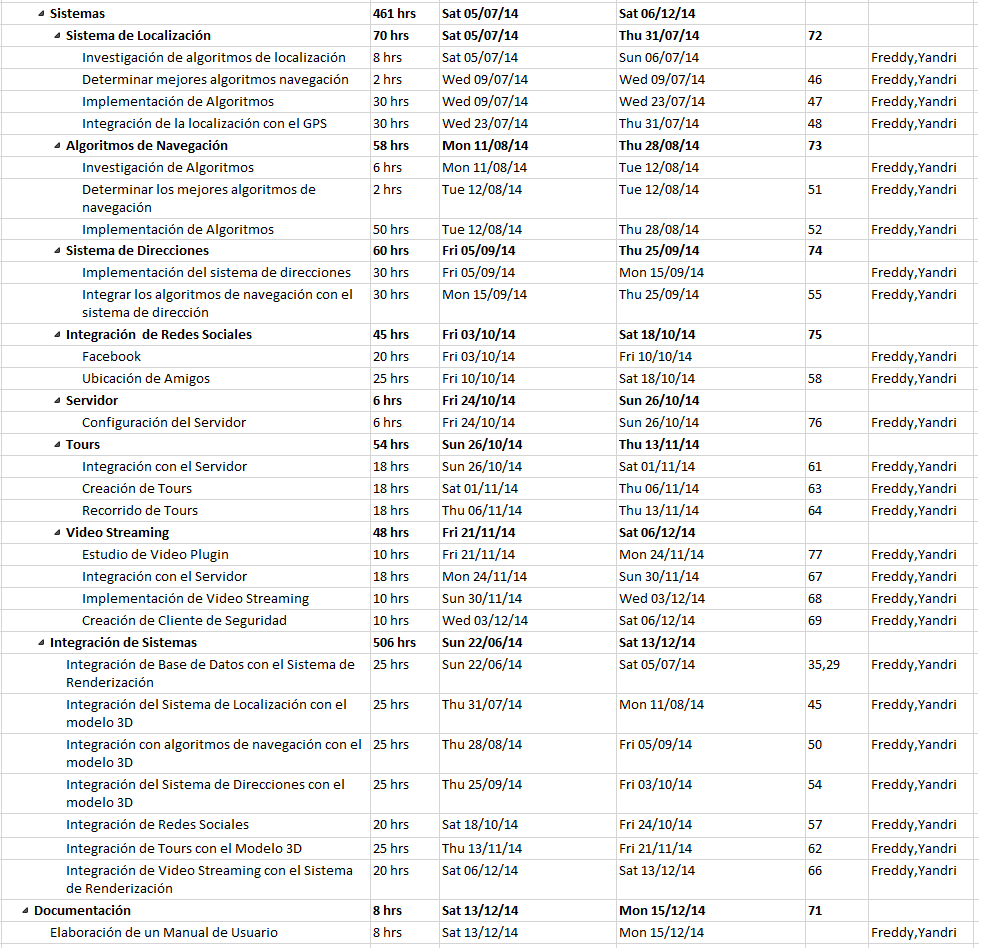 Sistemas 461 hrs Sat 05/07/14 Sat 06/12/14
Sistema de Localización 70 hrs Sat 05/07/14 Thu 31/07/14 72
Investigación de algoritmos de localización 8 hrs Sat 05/07/14 Sun 06/07/14 Freddy,Yandri
Determinar mejores algoritmos navegación 2 hrs Wed 09/07/14 Wed 09/07/14 46 Freddy,Yandri
Implementación de Algoritmos 30 hrs Wed 09/07/14 Wed 23/07/14 47 Freddy,Yandri
Integración de la localización con el GPS 30 hrs Wed 23/07/14 Thu 31/07/14 48 Freddy,Yandri
Algoritmos de Navegación 58 hrs Mon 11/08/14 Thu 28/08/14 73
Investigación de Algoritmos 6 hrs Mon 11/08/14 Tue 12/08/14 Freddy,Yandri
Determinar los mejores algoritmos de 2 hrs Tue 12/08/14 Tue 12/08/14 51 Freddy,Yandri
navegación
Implementación de Algoritmos 50 hrs Tue 12/08/14 Thu 28/08/14 52 Freddy,Yandri
Sistema de Direcciones 60 hrs Fri 05/09/14 Thu 25/09/14 74
Implementación del sistema de direcciones 30 hrs Fri 05/09/14 Mon 15/09/14 Freddy,Yandri
Integrar los algoritmos de navegación con el 30 hrs Mon 15/09/14 Thu 25/09/14 55 Freddy,Yandri
sistema de dirección
Integración de Redes Sociales 45 hrs Fri 03/10/14 Sat 18/10/14 75
Facebook 20 hrs Fri 03/10/14 Fri 10/10/14 Freddy,Yandri
Ubicación de Amigos 25 hrs Fri 10/10/14 Sat 18/10/14 58 Freddy,Yandri
Servidor 6 hrs Fri 24/10/14 Sun 26/10/14
Configuración del Servidor 6 hrs Fri 24/10/14 Sun 26/10/14 76 Freddy,Yandri
Tours 54 hrs Sun 26/10/14 Thu 13/11/14
Integración con el Servidor 18 hrs Sun 26/10/14 Sat 01/11/14 61 Freddy,Yandri
Creación de Tours 18 hrs Sat 01/11/14 Thu 06/11/14 63 Freddy,Yandri
Recorrido de Tours 18 hrs Thu 06/11/14 Thu 13/11/14 64 Freddy,Yandri
Video Streaming 48 hrs Fri 21/11/14 Sat 06/12/14
Estudio de Video Plugin 10 hrs Fri 21/11/14 Mon 24/11/14 77 Freddy,Yandri
Integración con el Servidor 18 hrs Mon 24/11/14 Sun 30/11/14 67 Freddy,Yandri
Implementación de Video Streaming 10 hrs Sun 30/11/14 Wed 03/12/14 68 Freddy,Yandri
Creación de Cliente de Seguridad 10 hrs Wed 03/12/14 Sat 06/12/14 69 Freddy,Yandri
Integración de Sistemas 506 hrs Sun 22/06/14 Sat 13/12/14
Integración de Base de Datos con el Sistema de 25 hrs Sun 22/06/14 Sat 05/07/14 35,29 Freddy,Yandri
Renderización
Integración del Sistema de Localización con el 25 hrs Thu 31/07/14 Mon 11/08/14 45 Freddy,Yandri
modelo 3D
Integración con algoritmos de navegación con el 25 hrs Thu 28/08/14 Fri 05/09/14 50 Freddy,Yandri
modelo 3D
Integración del Sistema de Direcciones con el 25 hrs Thu 25/09/14 Fri 03/10/14 54 Freddy,Yandri
modelo 3D
Integración de Redes Sociales 20 hrs Sat 18/10/14 Fri 24/10/14 57 Freddy,Yandri
Integración de Tours con el Modelo 3D 25 hrs Thu 13/11/14 Fri 21/11/14 62 Freddy,Yandri
Integración de Video Streaming con el Sistema 20 hrs Sat 06/12/14 Sat 13/12/14 66 Freddy,Yandri
de Renderización
Documentación 8 hrs Sat 13/12/14 Mon 15/12/14 71
Elaboración de un Manual de Usuario 8 hrs Sat 13/12/14 Mon 15/12/14 Freddy,Yandri